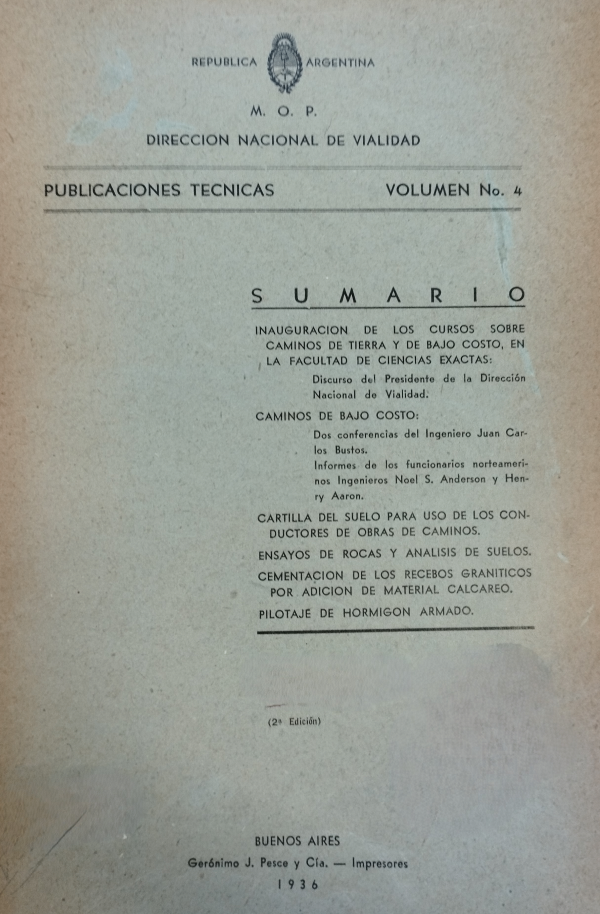 REPUBLICA ARGENTINA
M. O. P.
DIRECCION NACIONAL DE VIALIDAD
PUBLICACIONES TECNICAS VOLUMEN No. 4
SUMARIO
INAUGURACION DE LOS CURSOS SOBRE
CAMINOS DE TIERRA Y DE BAJO COSTO, EN
LA FACULTAD DE CIENCIAS EXACTAS:
Discurso del Presidente de la Dirección
Nacional de Vialidad.
CAMINOS DE BAJO COSTO:
Dos conferencias del Ingeniero Juan Car-
los Bustos.
Informes de los funcionarios norteameri-
nos Ingenieros Noel S. Anderson y Hen-
ry Aaron.
CARTILLA DEL SUELO PARA USO DE LOS CON-
DUCTORES DE OBRAS DE CAMINOS.
ENSAYOS DE ROCAS Y ANALISIS DE SUELOS.
CEMENTACION DE LOS RECEBOS GRANITICOS
POR ADICION DE MATERIAL CALCAREO.
PILOTAJE DE HORMIGON ARMADO.
(2ª Edición)
BUENOS AIRES
Gerónimo J. Pesce y Cía. — Impresores
1936